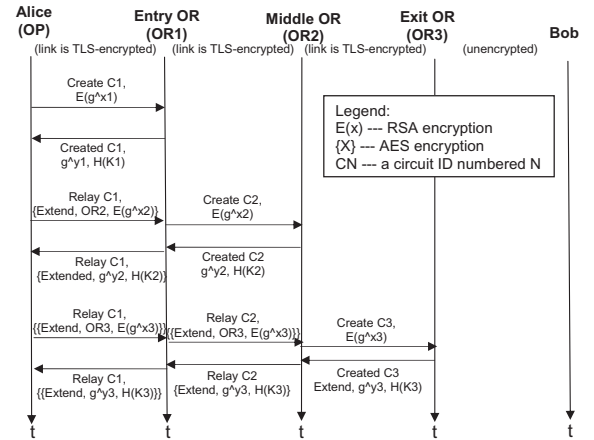 Alice
(OP)
Entry OR
(OR1)
Middle OR
(OR2)
Exit OR
(OR3)
Bob
(link is TLS-encrypted)
(link is TLS-encrypted)
(link is TLS-encrypted)
(unencrypted)
Legend:
E(x) --- RSA encryption
{X} --- AES encryption
CN --- a circuit ID numbered N
Create C1,
E(g^x1)
Created C1,
g^y1, H(K1)
Relay C1,
{Extend, OR2, E(g^x2)}
Create C2,
E(g^x2)
Created C2
g^y2, H(K2)
Relay C1,
{Extended, g^y2, H(K2)}
Relay C1,
{{Extend, OR3, E(g^x3)}}
Relay C2,
{{Extend, OR3, E(g^x3)}}
Create C3,
E(g^x3)
Created C3
Extend, g^y3, H(K3)
Relay C2
{Extend, g^y3, H(K3)}
Relay C1,
{{Extend, g^y3, H(K3)}}
t
t
t
t
t